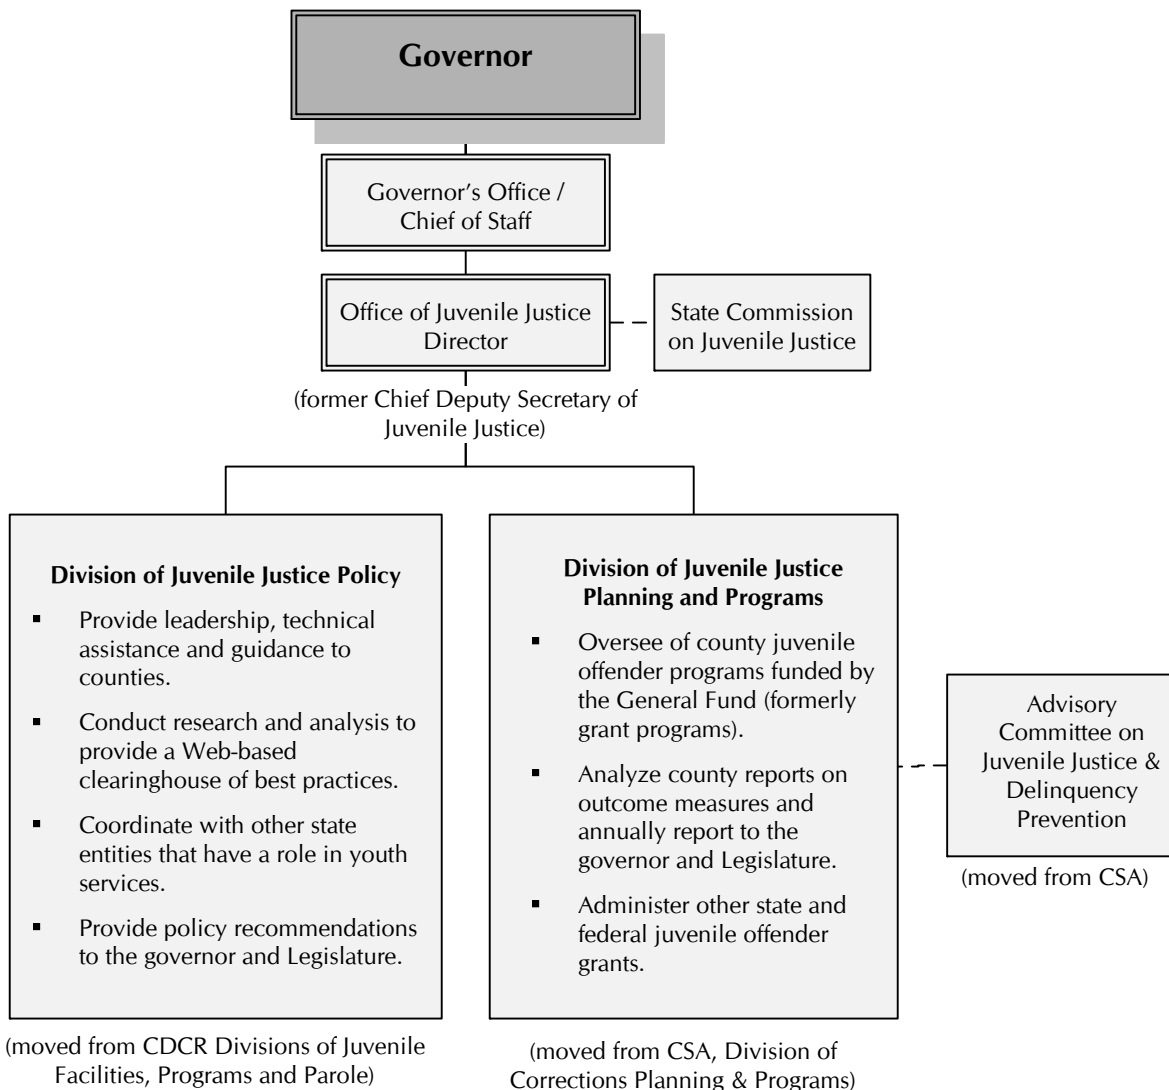 Governor
Governor's Office /
Chief of Staff
Office of Juvenile Justice
Director
State Commission
on Juvenile Justice
(former Chief Deputy Secretary of
Juvenile Justice)
Division of Juvenile Justice Policy
▪ Provide leadership, technical
assistance and guidance to
counties.
▪ Conduct research and analysis to
provide a Web-based
clearinghouse of best practices.
▪ Coordinate with other state
entities that have a role in youth
services.
▪ Provide policy recommendations
to the governor and Legislature.
(moved from CDCR Divisions of Juvenile
Facilities, Programs and Parole)
Division of Juvenile Justice
Planning and Programs
▪ Oversee of county juvenile
offender programs funded by
the General Fund (formerly
grant programs).
▪ Analyze county reports on
outcome measures and
annually report to the
governor and Legislature.
▪ Administer other state and
federal juvenile offender
grants.
(moved from CSA, Division of
Corrections Planning & Programs)
Advisory
Committee on
Juvenile Justice &
Delinquency
Prevention
(moved from CSA)